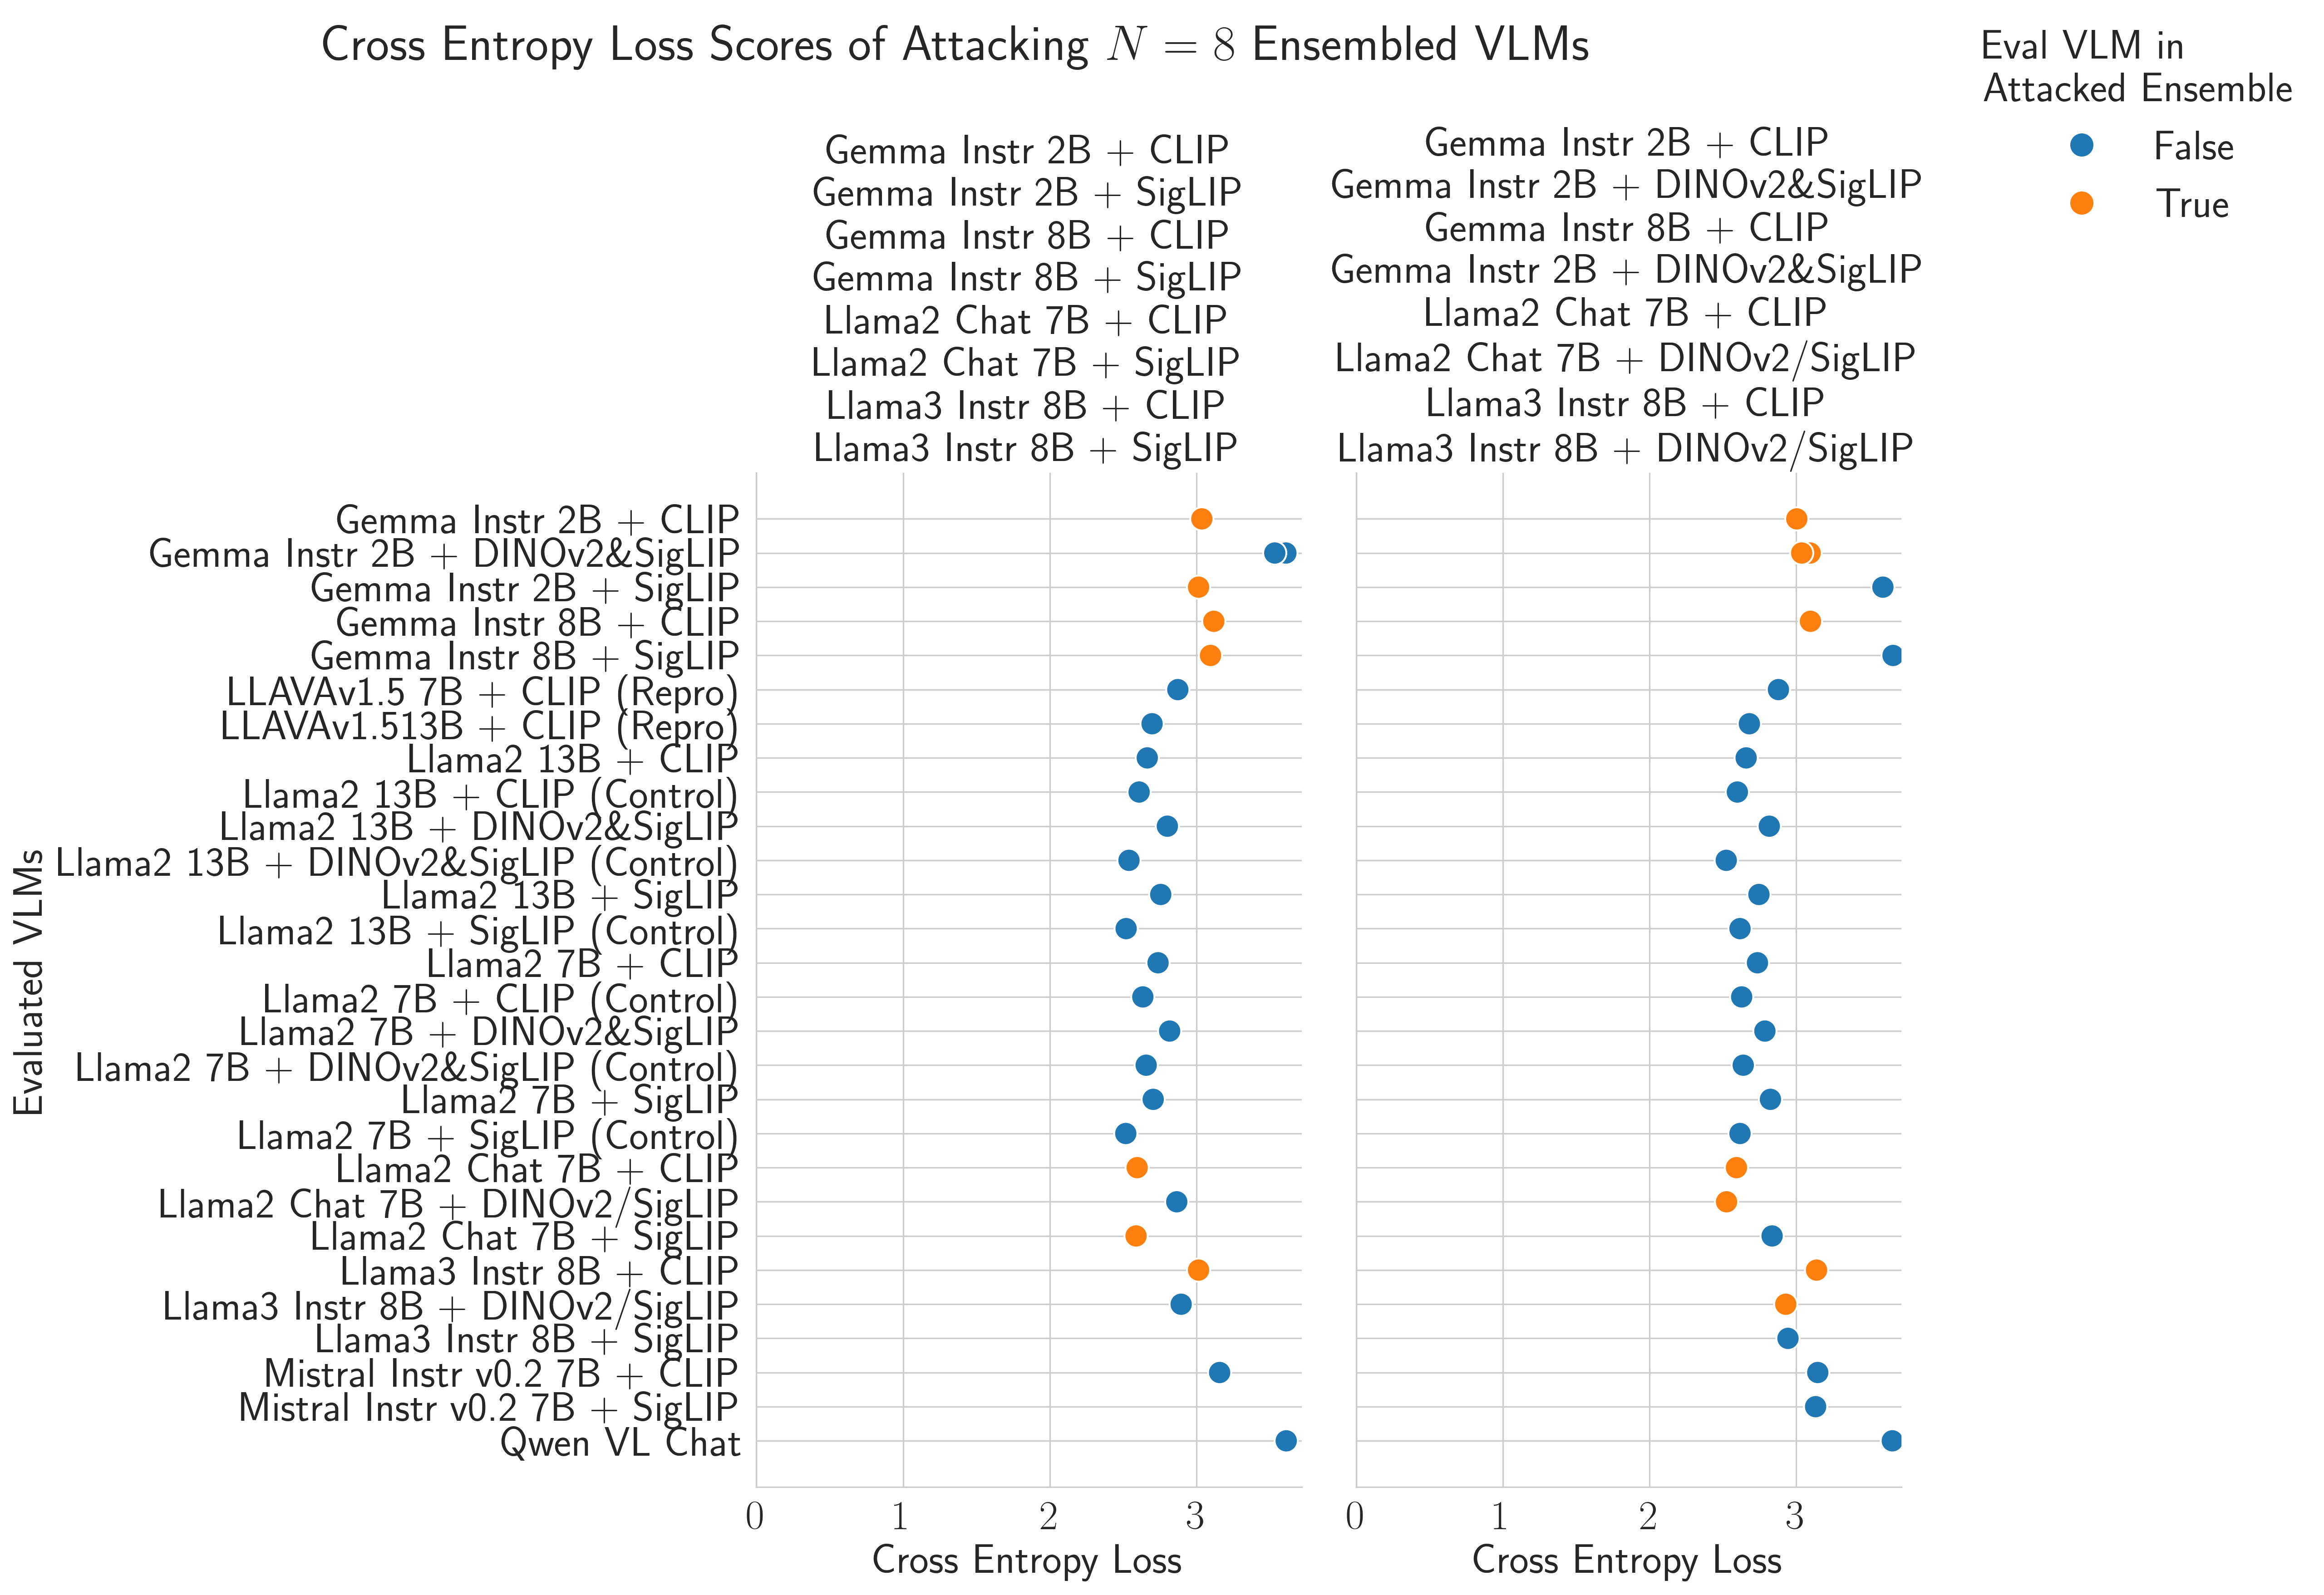 Cross Entropy Loss Scores of Attacking N = 8 Ensembled VLMs
Eval VLM in
Attacked Ensemble
False
True
Gemma Instr 2B + CLIP
Gemma Instr 2B + SigLIP
Gemma Instr 8B + CLIP
Gemma Instr 8B + SigLIP
Llama2 Chat 7B + CLIP
Llama2 Chat 7B + SigLIP
Llama3 Instr 8B + CLIP
Llama3 Instr 8B + SigLIP
Gemma Instr 2B + CLIP
Gemma Instr 2B + DINOv2&SigLIP
Gemma Instr 8B + CLIP
Gemma Instr 2B + DINOv2&SigLIP
Llama2 Chat 7B + CLIP
Llama2 Chat 7B + DINOv2/SigLIP
Llama3 Instr 8B + CLIP
Llama3 Instr 8B + DINOv2/SigLIP
Evaluated VLMs
Gemma Instr 2B + CLIP
Gemma Instr 2B + DINOv2&SigLIP
Gemma Instr 2B + SigLIP
Gemma Instr 8B + CLIP
Gemma Instr 8B + SigLIP
LLAVAv1.5 7B + CLIP (Repro)
LLAVAv1.513B + CLIP (Repro)
Llama2 13B + CLIP
Llama2 13B + CLIP (Control)
Llama2 13B + DINOv2&SigLIP
Llama2 13B + DINOv2&SigLIP (Control)
Llama2 13B + SigLIP
Llama2 13B + SigLIP (Control)
Llama2 7B + CLIP
Llama2 7B + CLIP (Control)
Llama2 7B + DINOv2&SigLIP
Llama2 7B + DINOv2&SigLIP (Control)
Llama2 7B + SigLIP
Llama2 7B + SigLIP (Control)
Llama2 Chat 7B + CLIP
Llama2 Chat 7B + DINOv2/SigLIP
Llama2 Chat 7B + SigLIP
Llama3 Instr 8B + CLIP
Llama3 Instr 8B + DINOv2/SigLIP
Llama3 Instr 8B + SigLIP
Mistral Instr v0.2 7B + CLIP
Mistral Instr v0.2 7B + SigLIP
Qwen VL Chat
0 1 2 3
Cross Entropy Loss
0 1 2 3
Cross Entropy Loss